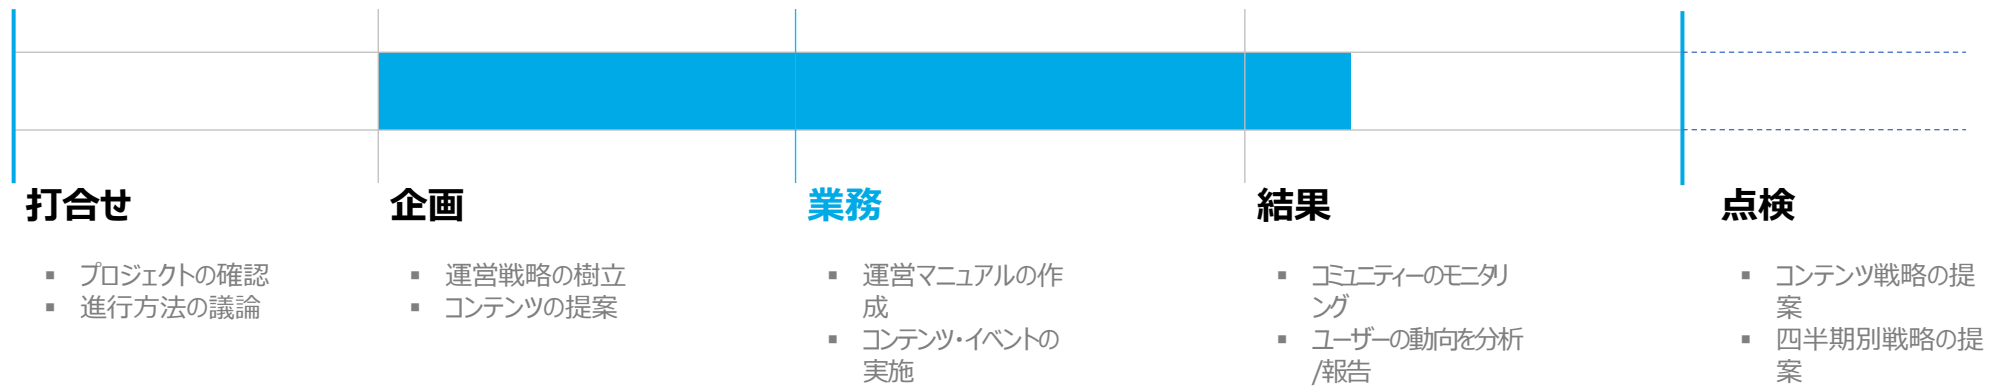 打合せ
▪ プロジェクトの確認
▪ 進行方法の議論
企画
▪ 運営戦略の樹立
▪ コンテンツの提案
業務
▪ 運営マニュアルの作
成
▪ コンテンツ・イベントの
実施
結果
▪ コミュニティーのモニタリ
ング
▪ ユーザーの動向を分析
/報告
点検
▪ コンテンツ戦略の提
案
▪ 四半期別戦略の提
案